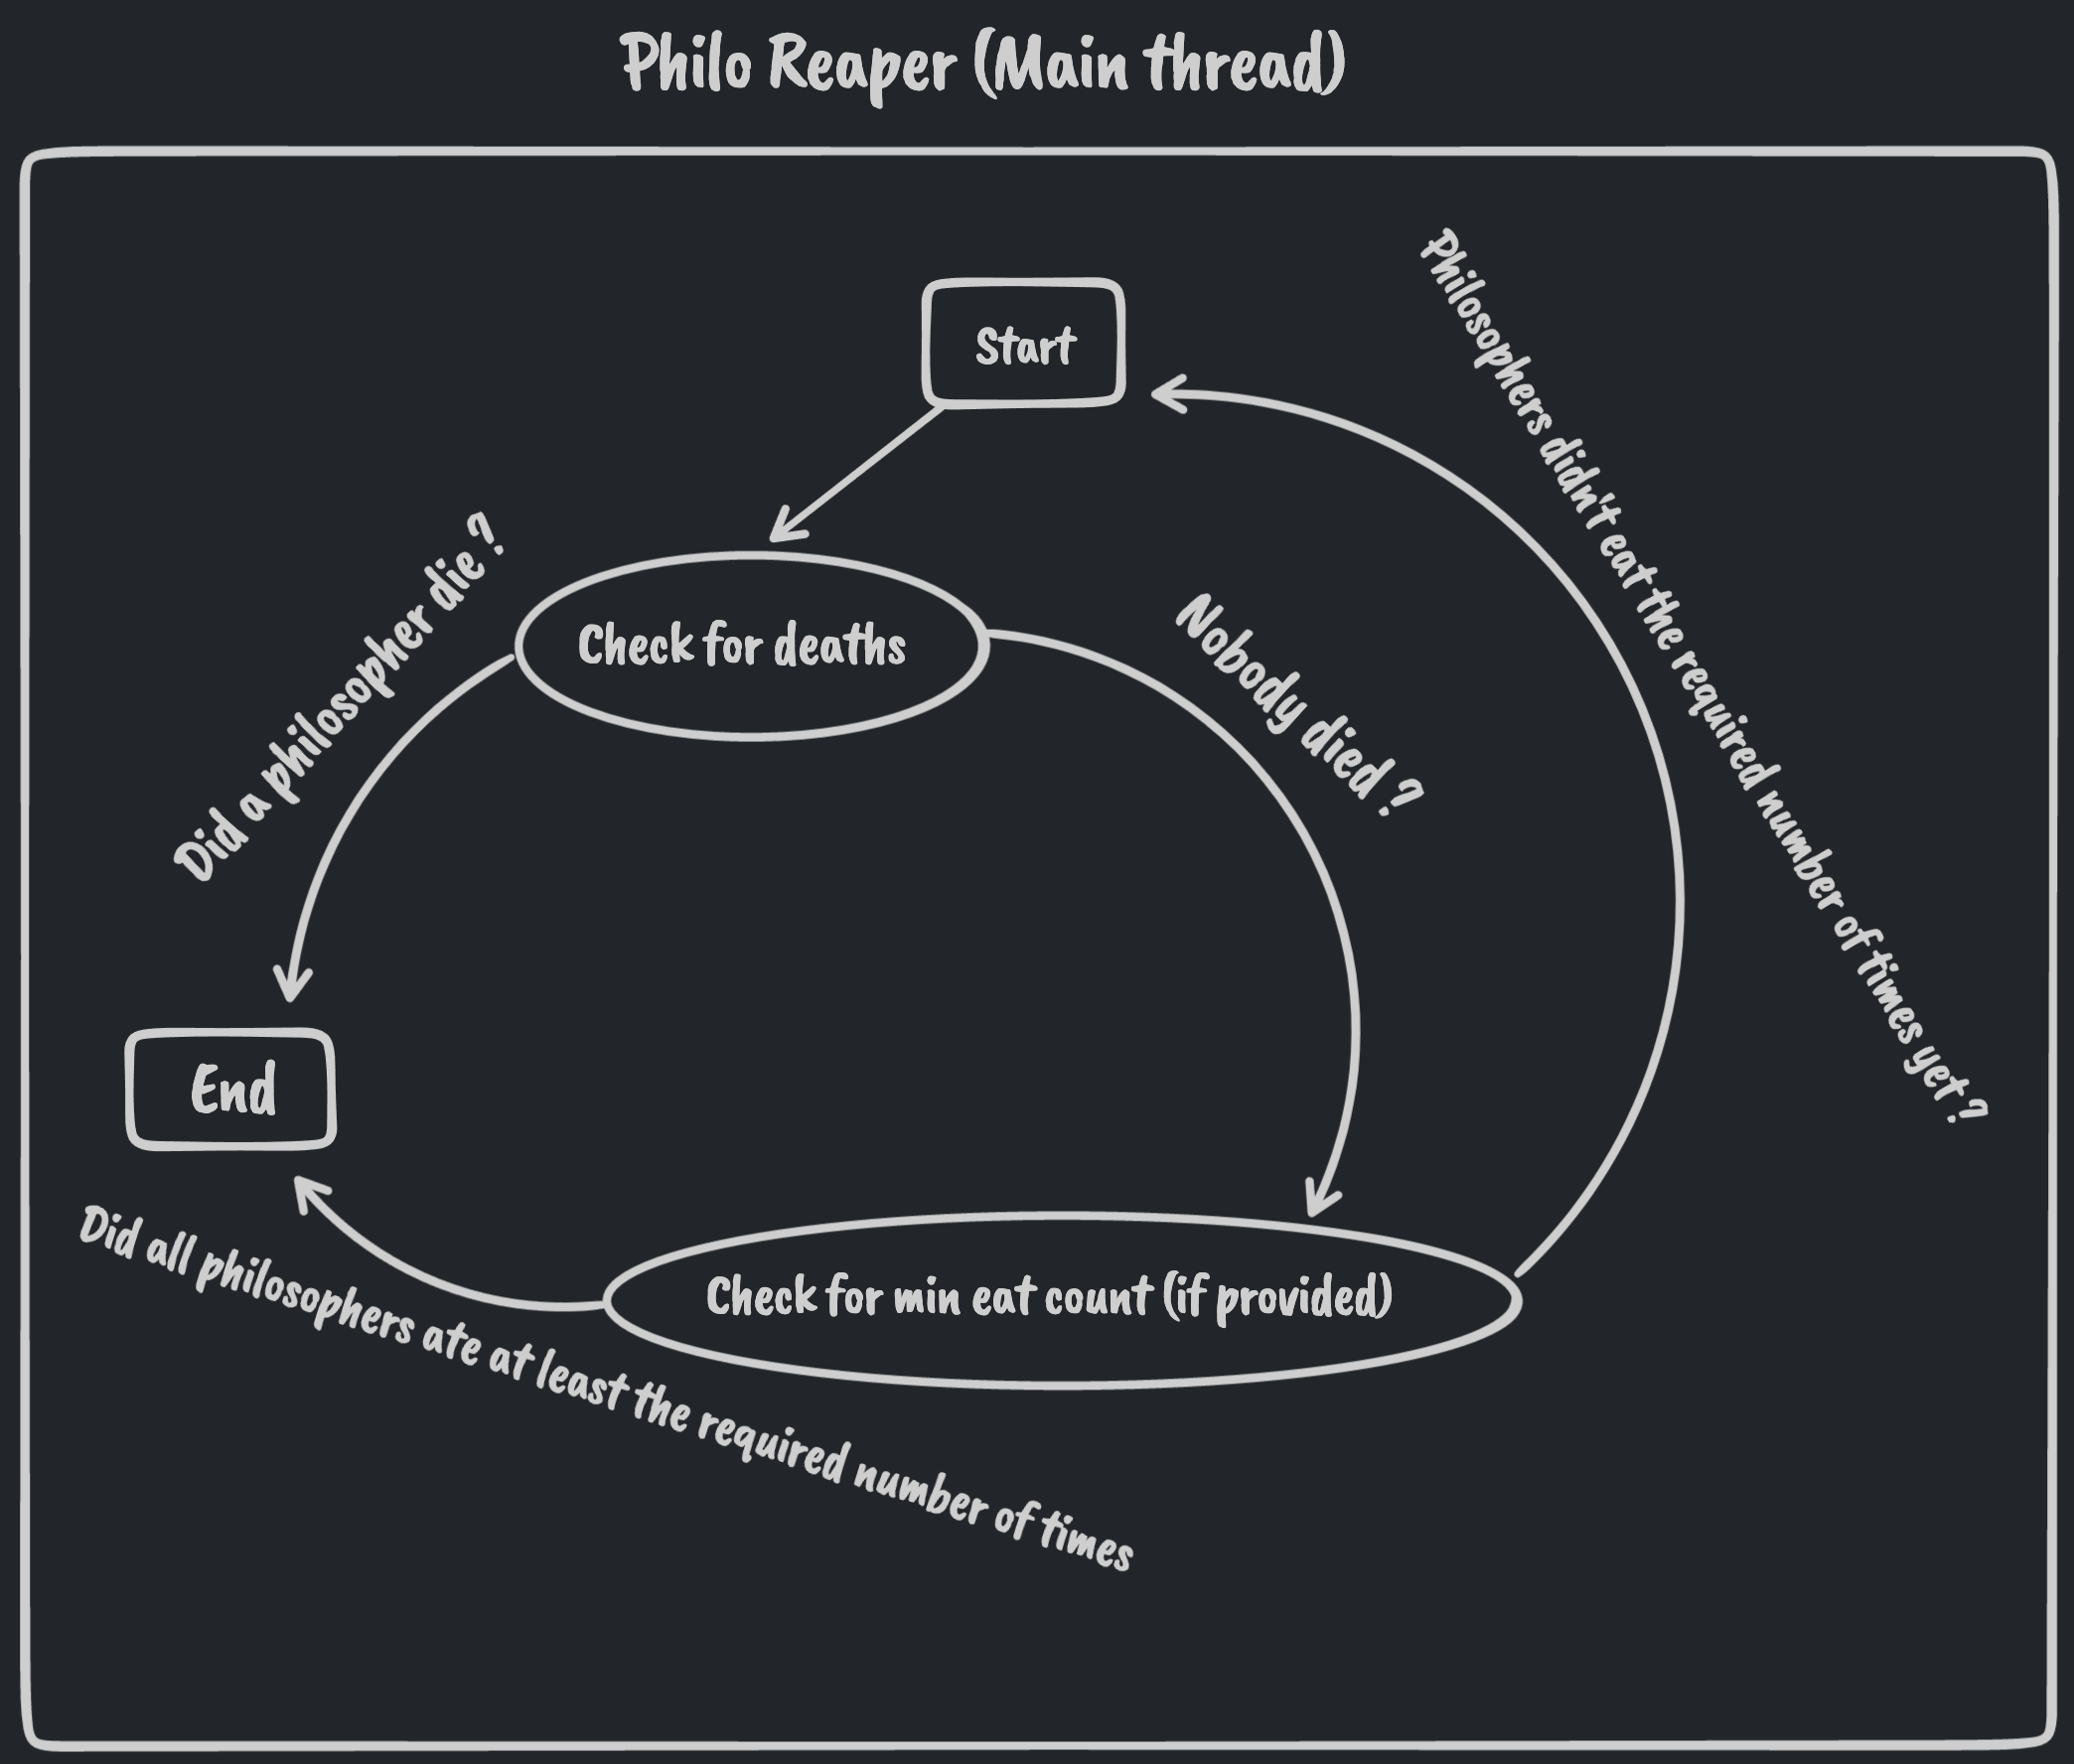 Philo Reaper (Main thread)
Start
Philosophers didn't eat the required number of times yet?
Did a philosopher die?
Check for deaths
Nobody died?
End
Check for min eat count (if provided)
Did all philosophers ate at least the required number of times